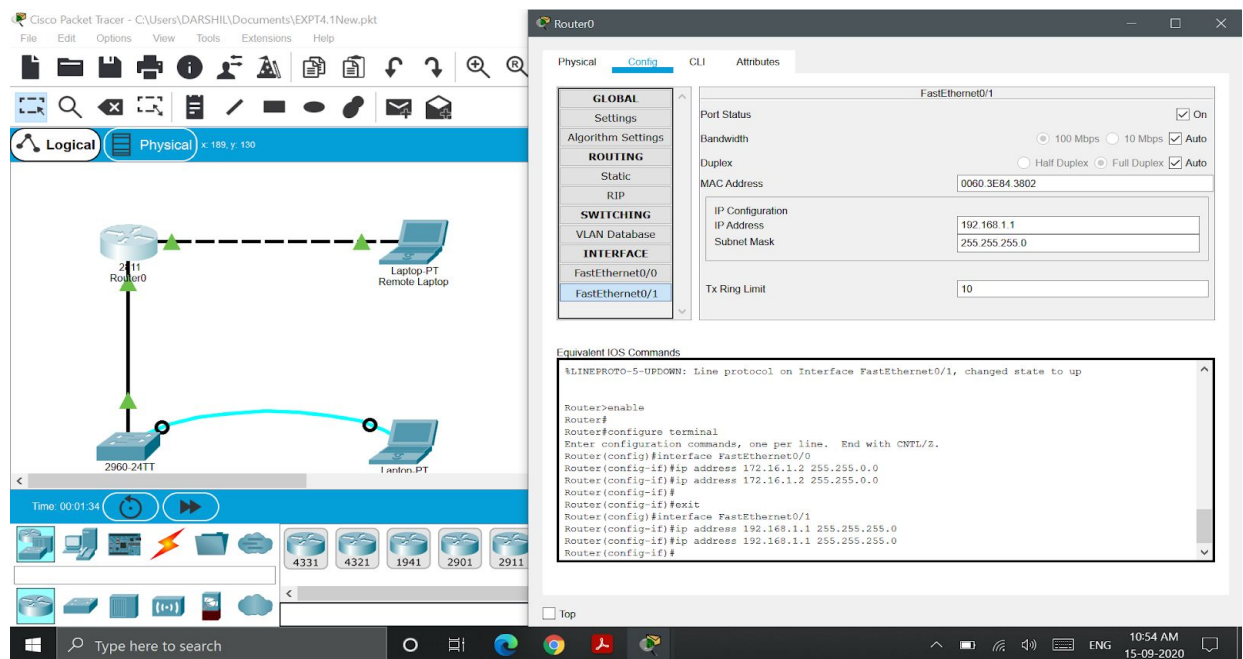 Cisco Packet Tracer - C:\Users\DARSHIL\Documents\EXPT4.1New.pkt
File Edit Options View Tools Extensions Help
Logical Physical x: 189, y: 130
2811
Router0
Laptop-PT
Remote Laptop
2960-24TT
Laptop-PT
Time: 00:01:34
4331 4321 1941 2901 2911
Router0
Physical Config CLI Attributes
GLOBAL
Settings
Algorithm Settings
ROUTING
Static
RIP
SWITCHING
VLAN Database
INTERFACE
FastEthernet0/0
FastEthernet0/1
FastEthernet0/1
Port Status On
Bandwidth 100 Mbps 10 Mbps Auto
Duplex Half Duplex Full Duplex Auto
MAC Address 0060.3E84.3802
IP Configuration
IP Address 192.168.1.1
Subnet Mask 255.255.255.0
Tx Ring Limit 10
Equivalent IOS Commands
%LINEPROTO-5-UPDOWN: Line protocol on Interface FastEthernet0/1, changed state to up
Router>enable
Router#
Router#configure terminal
Enter configuration commands, one per line. End with CNTL/Z.
Router(config)#interface FastEthernet0/0
Router(config-if)#ip address 172.16.1.2 255.255.0.0
Router(config-if)#ip address 172.16.1.2 255.255.0.0
Router(config-if)#
Router(config-if)#exit
Router(config)#interface FastEthernet0/1
Router(config-if)#ip address 192.168.1.1 255.255.255.0
Router(config-if)#ip address 192.168.1.1 255.255.255.0
Router(config-if)#
Top
Type here to search
ENG
10:54 AM
15-09-2020